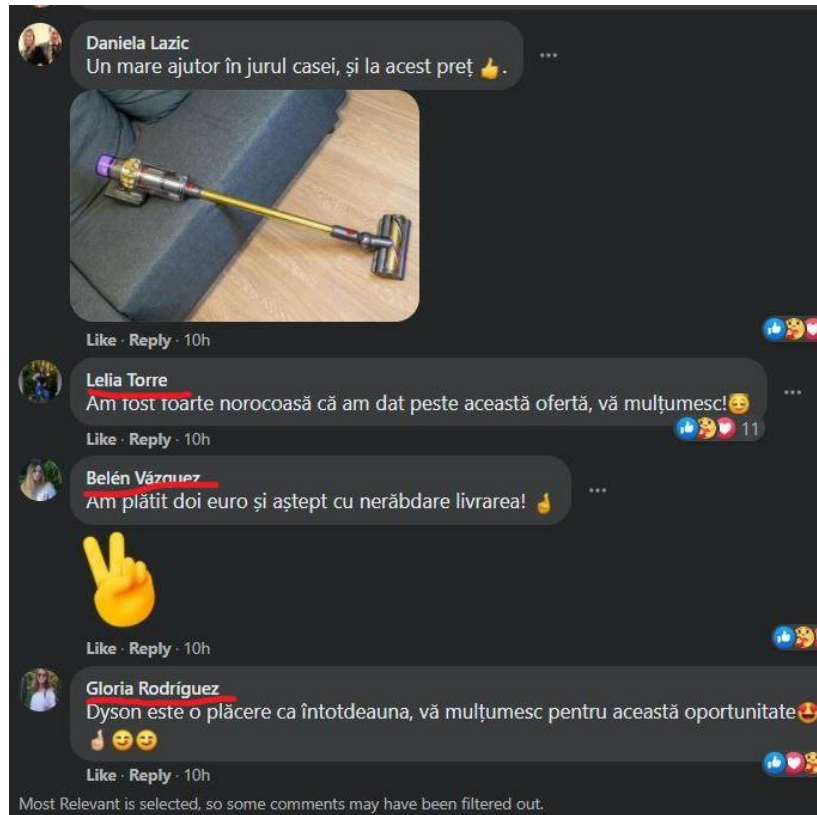 Daniela Lazic
Un mare ajutor în jurul casei, și la acest preț 👍.
Like · Reply · 10h
Lelia Torre
Am fost foarte norocoasă că am dat peste această ofertă, vă mulțumesc!😌
11
Like · Reply · 10h
Belén Vázquez
Am plătit doi euro și aștept cu nerăbdare livrarea! 🤞
Like · Reply · 10h
Gloria Rodríguez
Dyson este o plăcere ca întotdeauna, vă mulțumesc pentru această oportunitate🤩
☝🏻😊😊
Like · Reply · 10h
Most Relevant is selected, so some comments may have been filtered out.